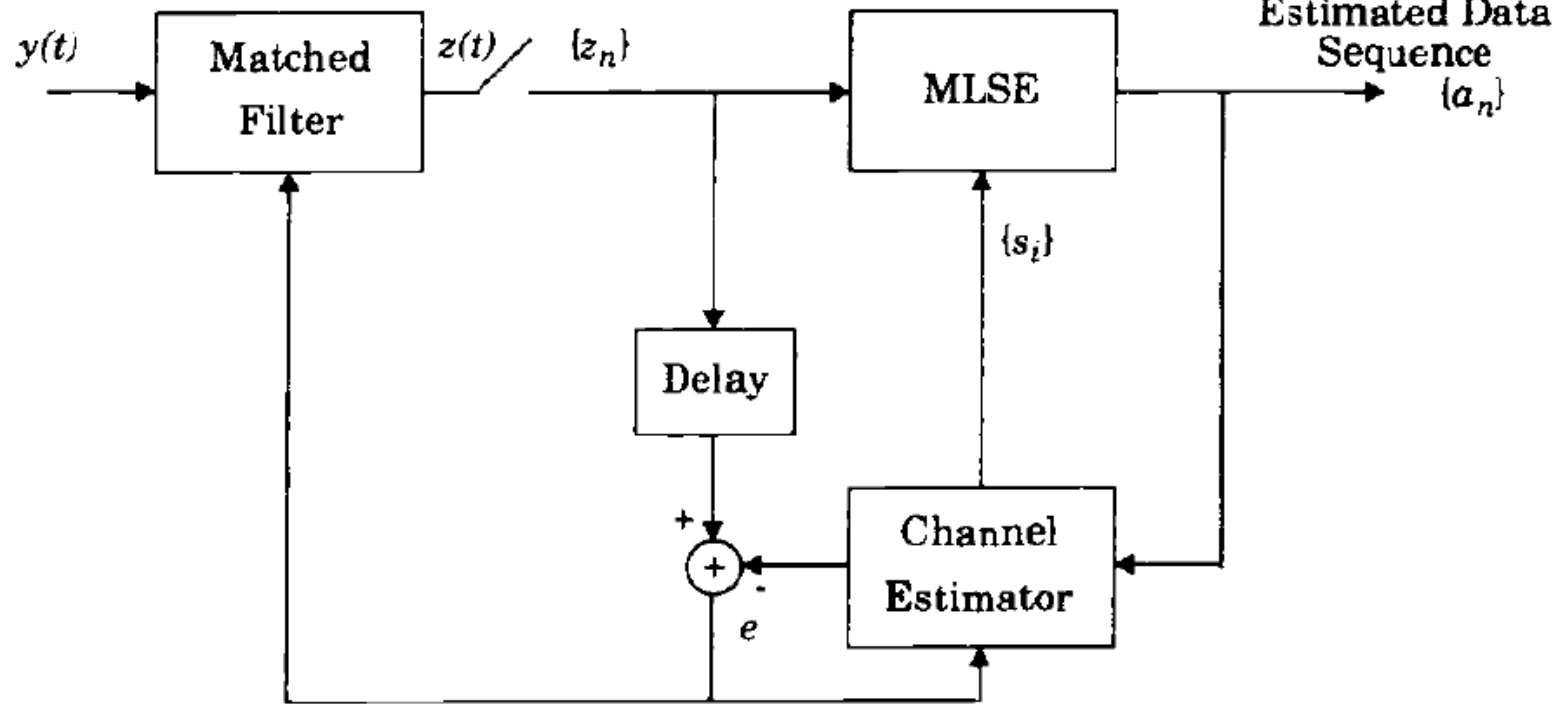 Estimated Data
Sequence
{a_n}
y(t)
Matched
Filter
z(t)
{z_n}
MLSE
{s_i}
Delay
+
+
-
e
Channel
Estimator